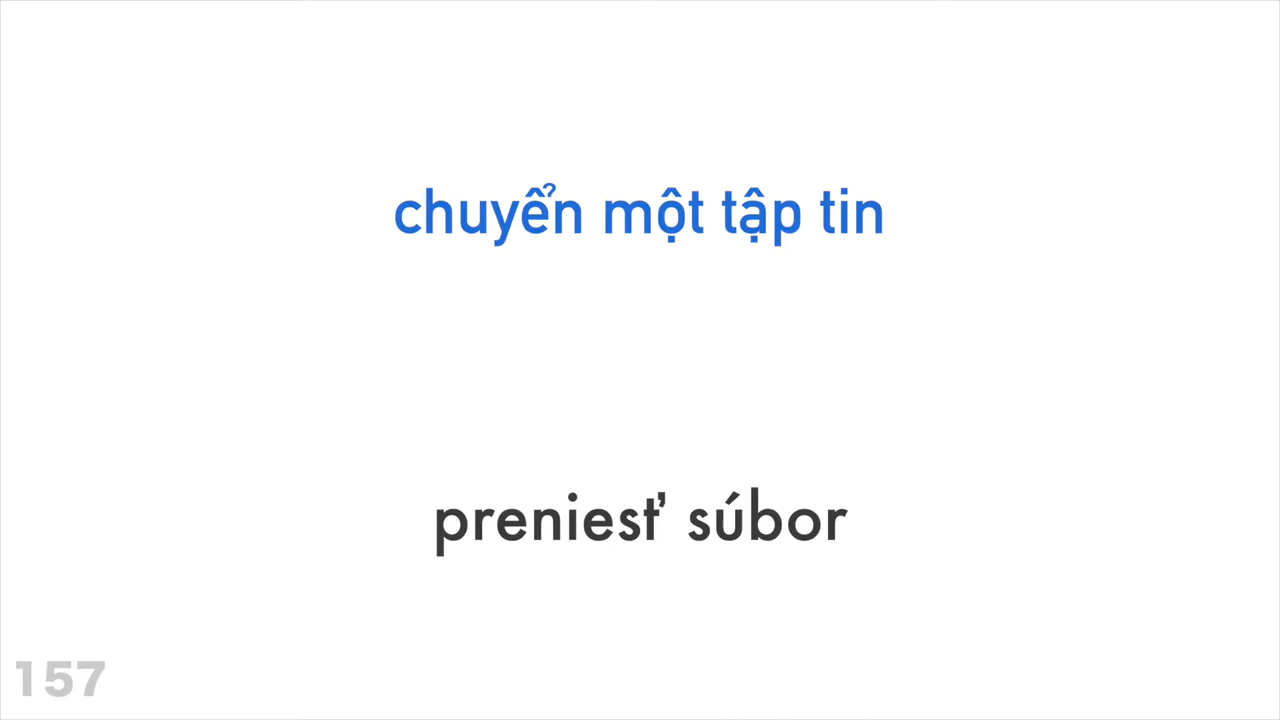 chuyển một tập tin
preniesť súbor
157